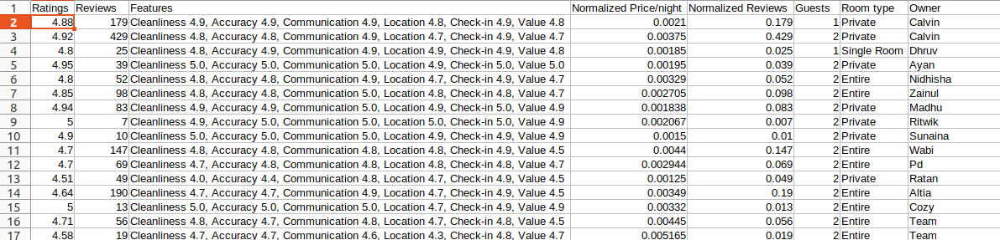 1 Ratings Reviews Features Normalized Price/night Normalized Reviews Guests Room type Owner
2 4.88 179 Cleanliness 4.9, Accuracy 4.9, Communication 4.9, Location 4.8, Check-in 4.9, Value 4.8 0.0021 0.179 1 Private Calvin
3 4.92 429 Cleanliness 4.8, Accuracy 4.8, Communication 4.9, Location 4.7, Check-in 4.9, Value 4.7 0.00375 0.429 2 Private Calvin
4 4.8 25 Cleanliness 4.8, Accuracy 4.9, Communication 4.9, Location 4.9, Check-in 4.9, Value 4.8 0.00185 0.025 1 Single Room Dhruv
5 4.95 39 Cleanliness 5.0, Accuracy 5.0, Communication 5.0, Location 4.9, Check-in 5.0, Value 5.0 0.00195 0.039 2 Private Ayan
6 4.8 52 Cleanliness 4.8, Accuracy 4.8, Communication 4.9, Location 4.7, Check-in 4.9, Value 4.7 0.00329 0.052 2 Entire Nidhisha
7 4.85 98 Cleanliness 4.8, Accuracy 4.8, Communication 5.0, Location 4.8, Check-in 4.8, Value 4.7 0.002705 0.098 2 Entire Zainul
8 4.94 83 Cleanliness 4.9, Accuracy 4.9, Communication 5.0, Location 4.9, Check-in 5.0, Value 4.9 0.001838 0.083 2 Private Madhu
9 5 7 Cleanliness 4.9, Accuracy 5.0, Communication 5.0, Location 5.0, Check-in 5.0, Value 4.9 0.002067 0.007 2 Private Ritwik
10 4.9 10 Cleanliness 5.0, Accuracy 5.0, Communication 5.0, Location 4.9, Check-in 4.9, Value 4.9 0.0015 0.01 2 Private Sunaina
11 4.7 147 Cleanliness 4.8, Accuracy 4.8, Communication 4.8, Location 4.9, Check-in 4.9, Value 4.5 0.0044 0.147 2 Entire Wabi
12 4.7 69 Cleanliness 4.7, Accuracy 4.8, Communication 4.8, Location 4.8, Check-in 4.8, Value 4.7 0.002944 0.069 2 Entire Pd
13 4.51 49 Cleanliness 4.0, Accuracy 4.4, Communication 4.8, Location 4.7, Check-in 4.9, Value 4.5 0.00125 0.049 2 Private Ratan
14 4.64 190 Cleanliness 4.7, Accuracy 4.7, Communication 4.9, Location 4.7, Check-in 4.9, Value 4.5 0.00349 0.19 2 Entire Altia
15 5 13 Cleanliness 5.0, Accuracy 5.0, Communication 5.0, Location 4.7, Check-in 4.9, Value 4.9 0.00332 0.013 2 Entire Cozy
16 4.71 56 Cleanliness 4.8, Accuracy 4.7, Communication 4.8, Location 4.7, Check-in 4.8, Value 4.5 0.00445 0.056 2 Entire Team
17 4.58 19 Cleanliness 4.7, Accuracy 4.7, Communication 4.6, Location 4.3, Check-in 4.8, Value 4.7 0.005165 0.019 2 Entire Team